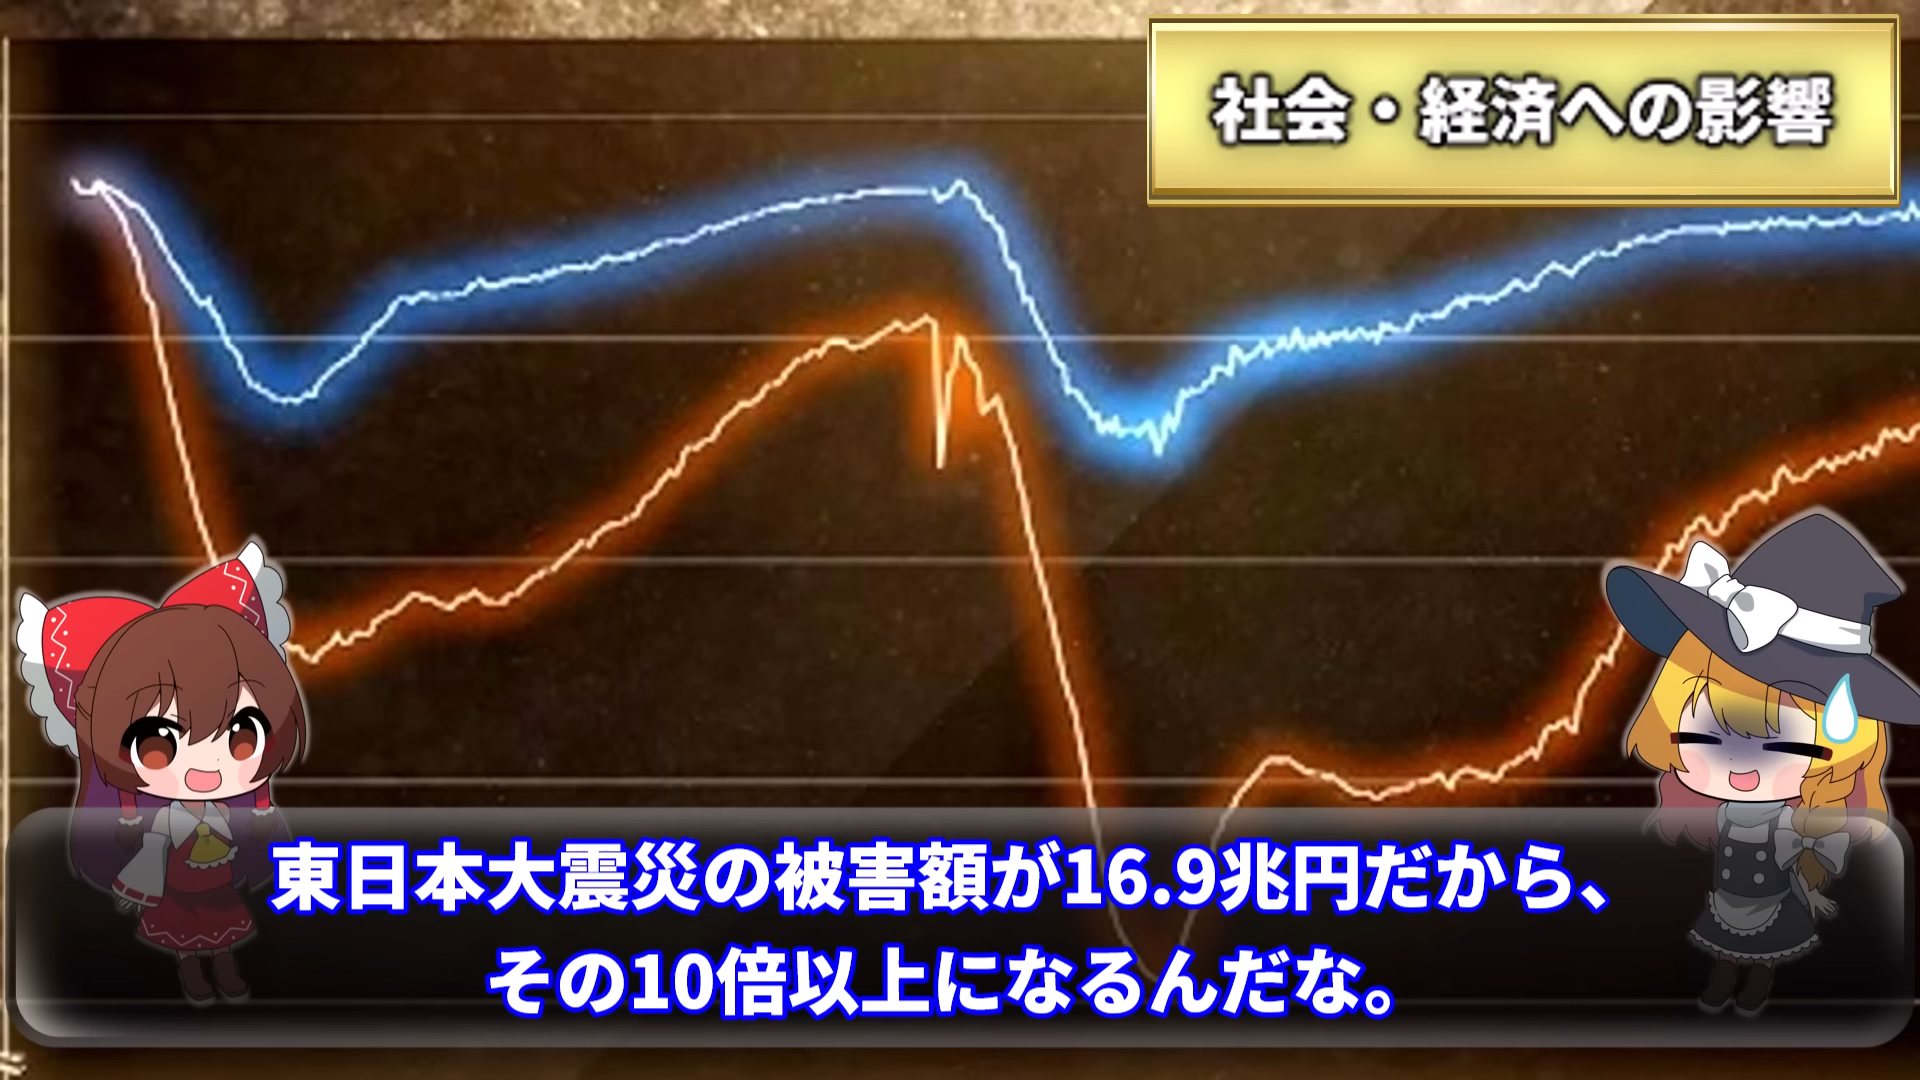 社会・経済への影響
東日本大震災の被害額が16.9兆円だから、
その10倍以上になるんだな。